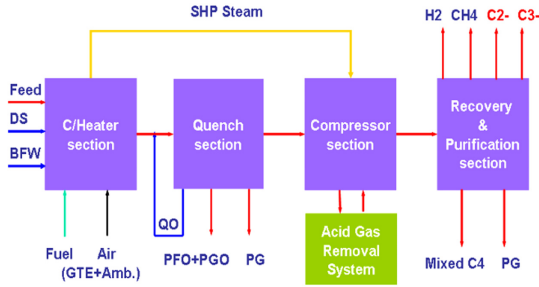 SHP Steam
H2 CH4 C2- C3-
Feed
DS
BFW
C/Heater
section
Quench
section
Compressor
section
Recovery
&
Purification
section
QO
Fuel Air
(GTE+Amb.)
PFO+PGO PG
Acid Gas
Removal
System
Mixed C4 PG